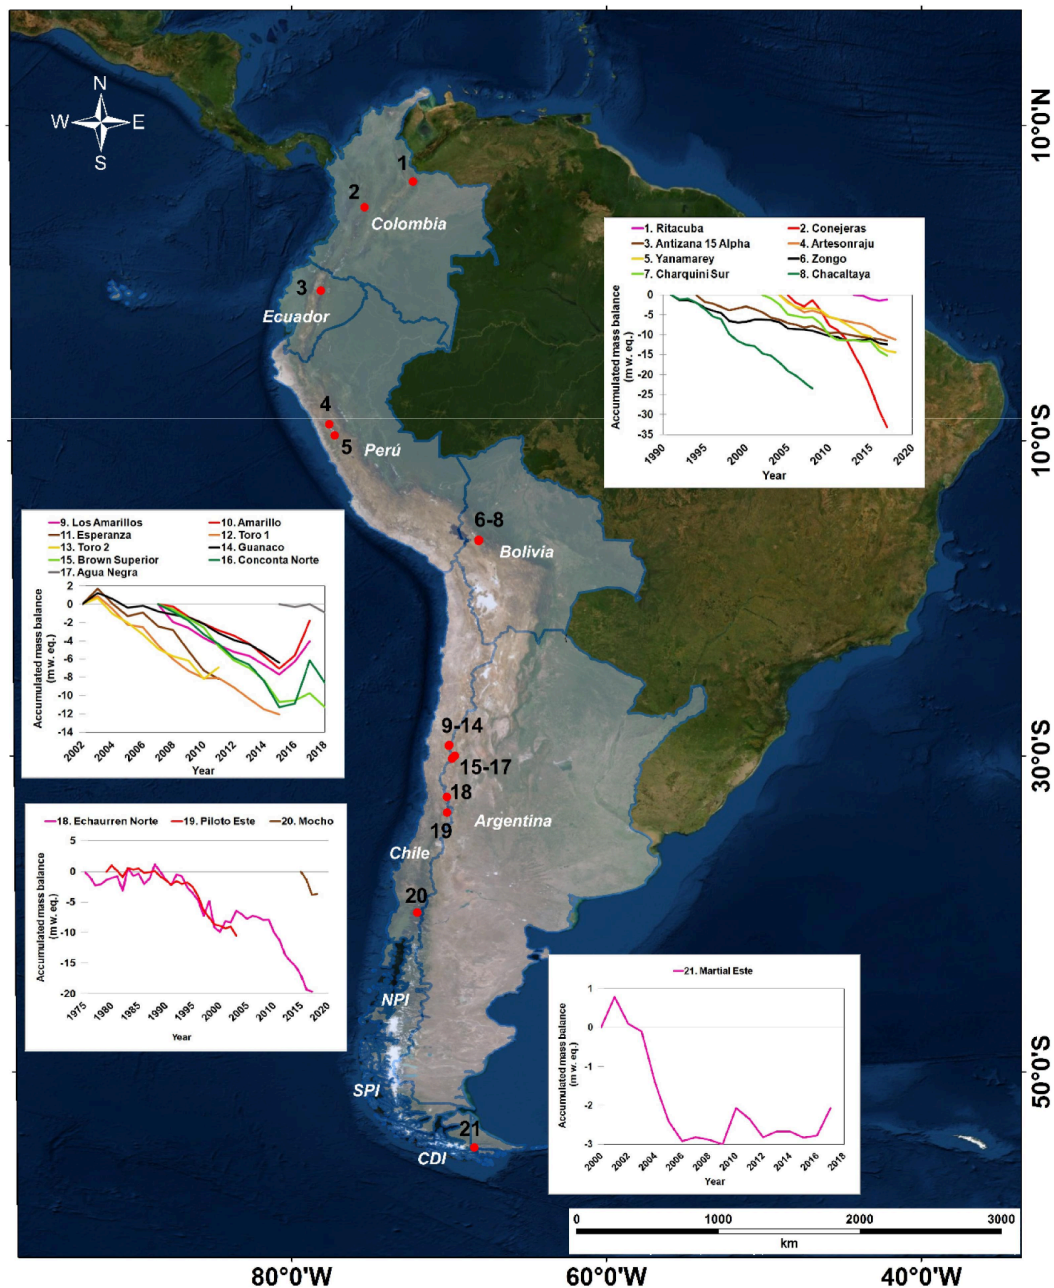 N
W E
S
10°N
10°S
30°S
50°S
80°0'W 60°0'W 40°0'W
1
2
Colombia
3
Ecuador
4
5
Perú
6-8
Bolivia
9-14
15-17
18
19
Argentina
Chile
20
NPI
SPI
21
CDI
1. Ritacuba 2. Conejeras
3. Antizana 15 Alpha 4. Artesonraju
5. Yanamarey 6. Zongo
7. Charquini Sur 8. Chacaltaya
Accumulated mass balance
(m w. eq.)
0
-5
-10
-15
-20
-25
-30
-35
1990 1995 2000 2005 2010 2015 2020
Year
9. Los Amarillos 10. Amarillo
11. Esperanza 12. Toro 1
13. Toro 2 14. Guanaco
15. Brown Superior 16. Conconta Norte
17. Agua Negra
Accumulated mass balance
(m w. eq.)
2
0
-2
-4
-6
-8
-10
-12
-14
2002 2004 2006 2008 2010 2012 2014 2016 2018
Year
18. Echaurren Norte 19. Piloto Este 20. Mocho
Accumulated mass balance
(m w. eq.)
5
0
-5
-10
-15
-20
1975 1980 1985 1990 1995 2000 2005 2010 2015 2020
Year
21. Martial Este
Accumulated mass balance
(m w. eq.)
1
0
-1
-2
-3
2000 2002 2004 2006 2008 2010 2012 2014 2016 2018
Year
0 1000 2000 3000
km